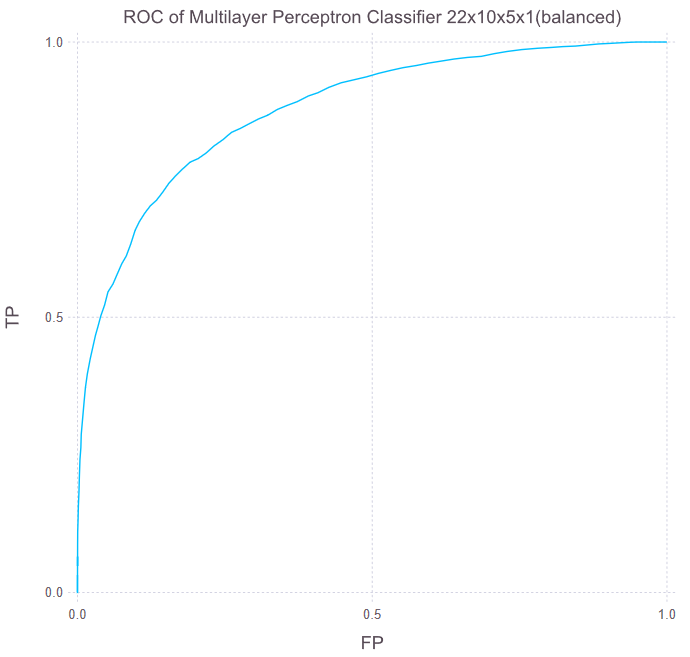 ROC of Multilayer Perceptron Classifier 22x10x5x1(balanced)
1.0
TP
0.5
0.0
0.0 0.5 1.0
FP